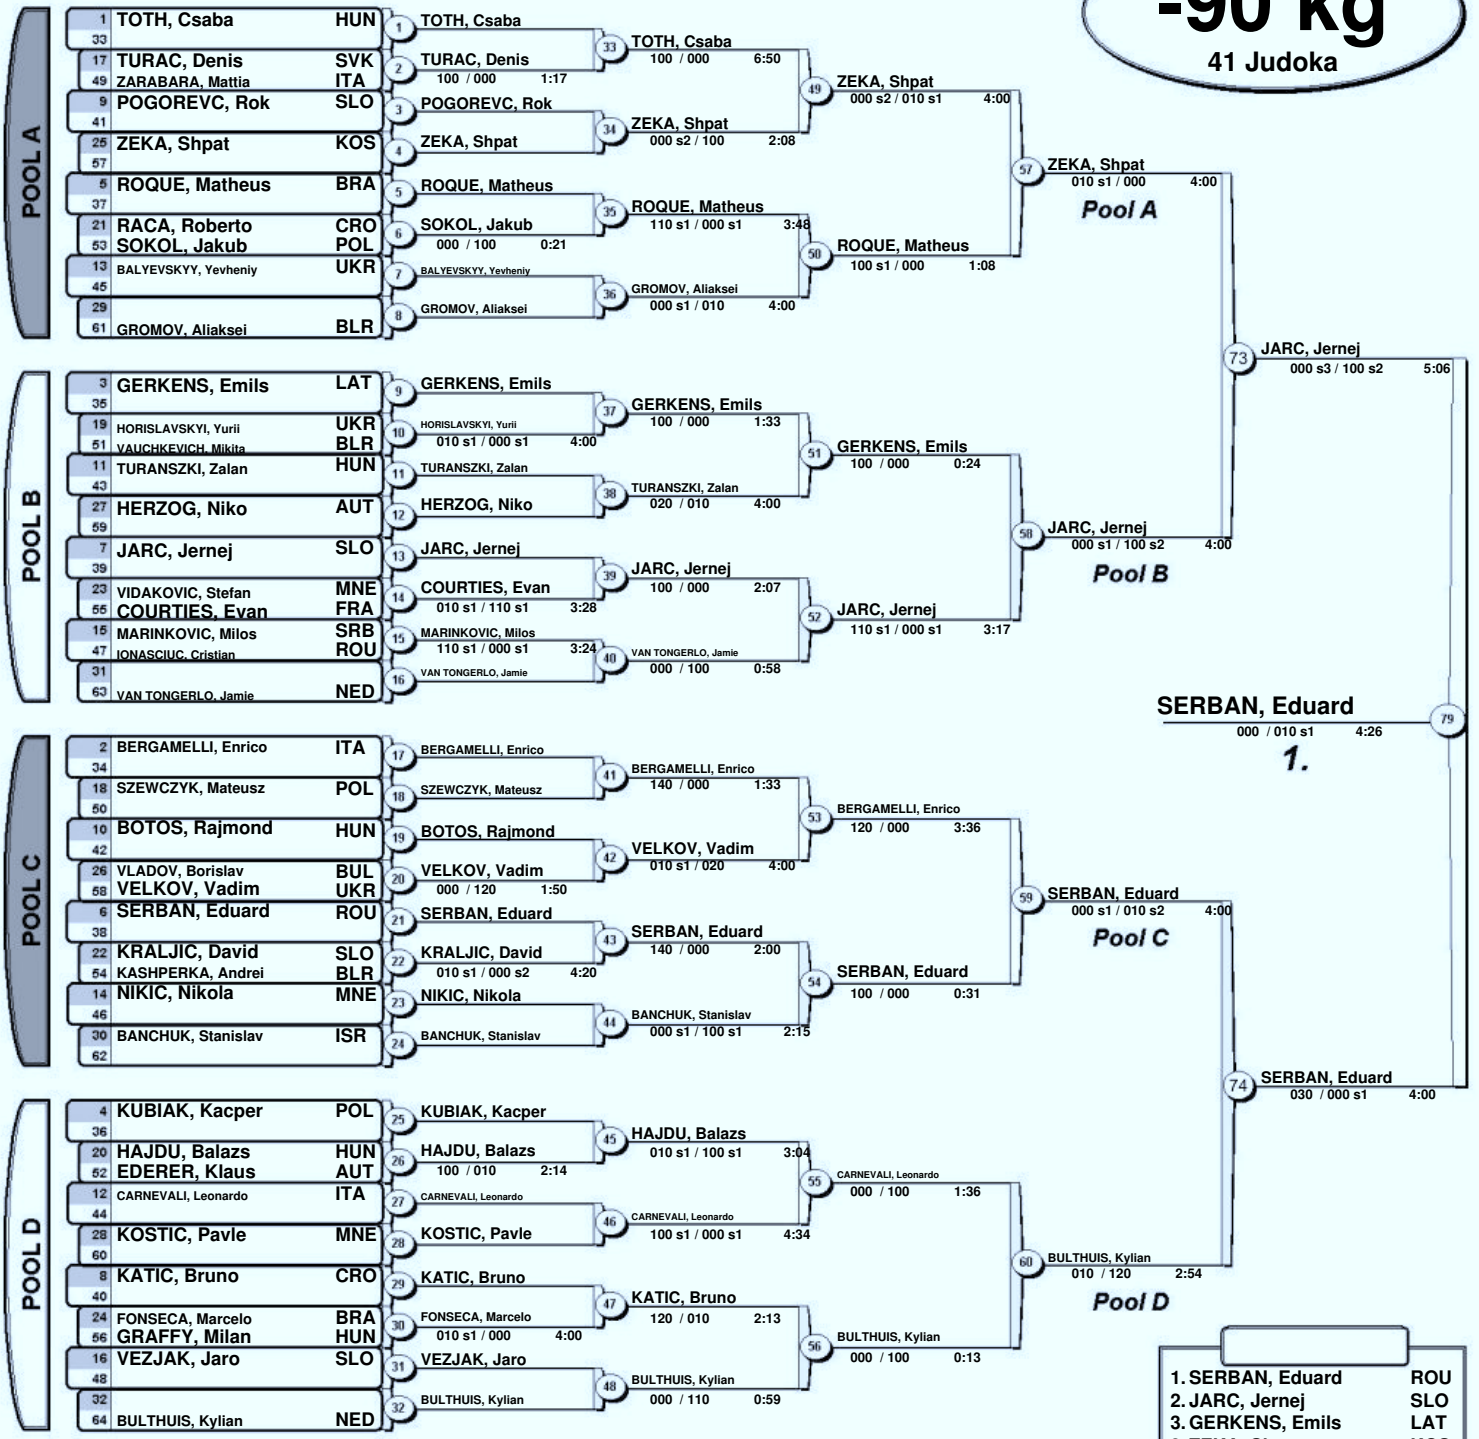 -90 kg
41 Judoka
POOL A
1 TOTH, Csaba HUN
33
17 TURAC, Denis SVK
49 ZARABARA, Mattia ITA
9 POGOREVC, Rok SLO
41
25 ZEKA, Shpat KOS
57
5 ROQUE, Matheus BRA
37
21 RACA, Roberto CRO
53 SOKOL, Jakub POL
13 BALYEVSKYY, Yevheniy UKR
45
29
61 GROMOV, Aliaksei BLR
1 TOTH, Csaba
2 TURAC, Denis
100 / 000 1:17
3 POGOREVC, Rok
4 ZEKA, Shpat
5 ROQUE, Matheus
6 SOKOL, Jakub
000 / 100 0:21
7 BALYEVSKYY, Yevheniy
8 GROMOV, Aliaksei
33 TOTH, Csaba
100 / 000 6:50
34 ZEKA, Shpat
000 s2 / 100 2:08
35 ROQUE, Matheus
110 s1 / 000 s1 3:48
36 GROMOV, Aliaksei
000 s1 / 010 4:00
49 ZEKA, Shpat
000 s2 / 010 s1 4:00
50 ROQUE, Matheus
100 s1 / 000 1:08
57 ZEKA, Shpat
010 s1 / 000 4:00
Pool A
POOL B
3 GERKENS, Emils LAT
35
19 HORISLAVSKYI, Yurii UKR
51 VAUCHKEVICH, Mikita BLR
11 TURANSZKI, Zalan HUN
43
27 HERZOG, Niko AUT
59
7 JARC, Jernej SLO
39
23 VIDAKOVIC, Stefan MNE
55 COURTIES, Evan FRA
15 MARINKOVIC, Milos SRB
47 IONASCIUC, Cristian ROU
31
63 VAN TONGERLO, Jamie NED
9 GERKENS, Emils
10 HORISLAVSKYI, Yurii
010 s1 / 000 s1 4:00
11 TURANSZKI, Zalan
12 HERZOG, Niko
13 JARC, Jernej
14 COURTIES, Evan
010 s1 / 110 s1 3:28
15 MARINKOVIC, Milos
110 s1 / 000 s1 3:24
16 VAN TONGERLO, Jamie
37 GERKENS, Emils
100 / 000 1:33
38 TURANSZKI, Zalan
020 / 010 4:00
39 JARC, Jernej
100 / 000 2:07
40 VAN TONGERLO, Jamie
000 / 100 0:58
51 GERKENS, Emils
100 / 000 0:24
52 JARC, Jernej
110 s1 / 000 s1 3:17
58 JARC, Jernej
000 s1 / 100 s2 4:00
Pool B
73 JARC, Jernej
000 s3 / 100 s2 5:06
POOL C
2 BERGAMELLI, Enrico ITA
34
18 SZEWCZYK, Mateusz POL
50
10 BOTOS, Rajmond HUN
42
26 VLADOV, Borislav BUL
58 VELKOV, Vadim UKR
6 SERBAN, Eduard ROU
38
22 KRALJIC, David SLO
54 KASHPERKA, Andrei BLR
14 NIKIC, Nikola MNE
46
30 BANCHUK, Stanislav ISR
62
17 BERGAMELLI, Enrico
18 SZEWCZYK, Mateusz
19 BOTOS, Rajmond
20 VELKOV, Vadim
000 / 120 1:50
21 SERBAN, Eduard
22 KRALJIC, David
010 s1 / 000 s2 4:20
23 NIKIC, Nikola
24 BANCHUK, Stanislav
41 BERGAMELLI, Enrico
140 / 000 1:33
42 VELKOV, Vadim
010 s1 / 020 4:00
43 SERBAN, Eduard
140 / 000 2:00
44 BANCHUK, Stanislav
000 s1 / 100 s1 2:15
53 BERGAMELLI, Enrico
120 / 000 3:36
54 SERBAN, Eduard
100 / 000 0:31
59 SERBAN, Eduard
000 s1 / 010 s2 4:00
Pool C
POOL D
4 KUBIAK, Kacper POL
36
20 HAJDU, Balazs HUN
52 EDERER, Klaus AUT
12 CARNEVALI, Leonardo ITA
44
28 KOSTIC, Pavle MNE
60
8 KATIC, Bruno CRO
40
24 FONSECA, Marcelo BRA
56 GRAFFY, Milan HUN
16 VEZJAK, Jaro SLO
48
32
64 BULTHUIS, Kylian NED
25 KUBIAK, Kacper
26 HAJDU, Balazs
100 / 010 2:14
27 CARNEVALI, Leonardo
28 KOSTIC, Pavle
29 KATIC, Bruno
30 FONSECA, Marcelo
010 s1 / 000 4:00
31 VEZJAK, Jaro
32 BULTHUIS, Kylian
45 HAJDU, Balazs
010 s1 / 100 s1 3:04
46 CARNEVALI, Leonardo
100 s1 / 000 s1 4:34
47 KATIC, Bruno
120 / 010 2:13
48 BULTHUIS, Kylian
000 / 110 0:59
55 CARNEVALI, Leonardo
000 / 100 1:36
56 BULTHUIS, Kylian
000 / 100 0:13
60 BULTHUIS, Kylian
010 / 120 2:54
Pool D
74 SERBAN, Eduard
030 / 000 s1 4:00
SERBAN, Eduard 79
000 / 010 s1 4:26
1.
1. SERBAN, Eduard ROU
2. JARC, Jernej SLO
3. GERKENS, Emils LAT